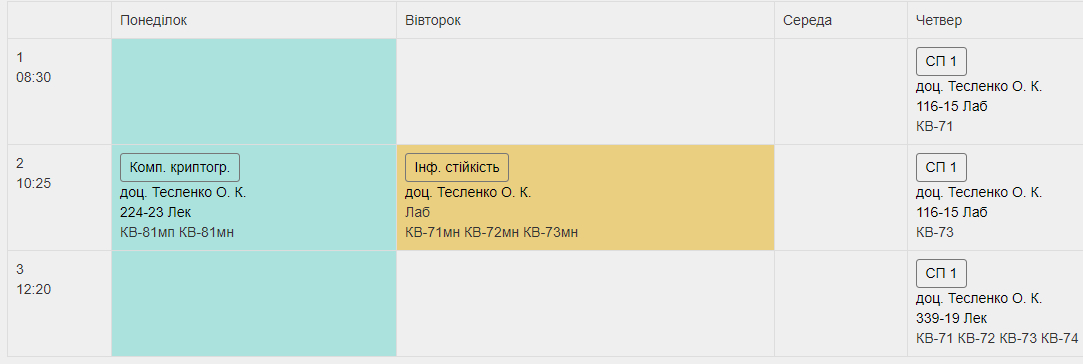 Понеділок
Вівторок
Середа
Четвер
1
08:30
СП 1
доц. Тесленко О. К.
116-15 Лаб
КВ-71
2
10:25
Комп. криптогр.
доц. Тесленко О. К.
224-23 Лек
КВ-81мп КВ-81мн
Інф. стійкість
доц. Тесленко О. К.
Лаб
КВ-71мн КВ-72мн КВ-73мн
СП 1
доц. Тесленко О. К.
116-15 Лаб
КВ-73
3
12:20
СП 1
доц. Тесленко О. К.
339-19 Лек
КВ-71 КВ-72 КВ-73 КВ-74